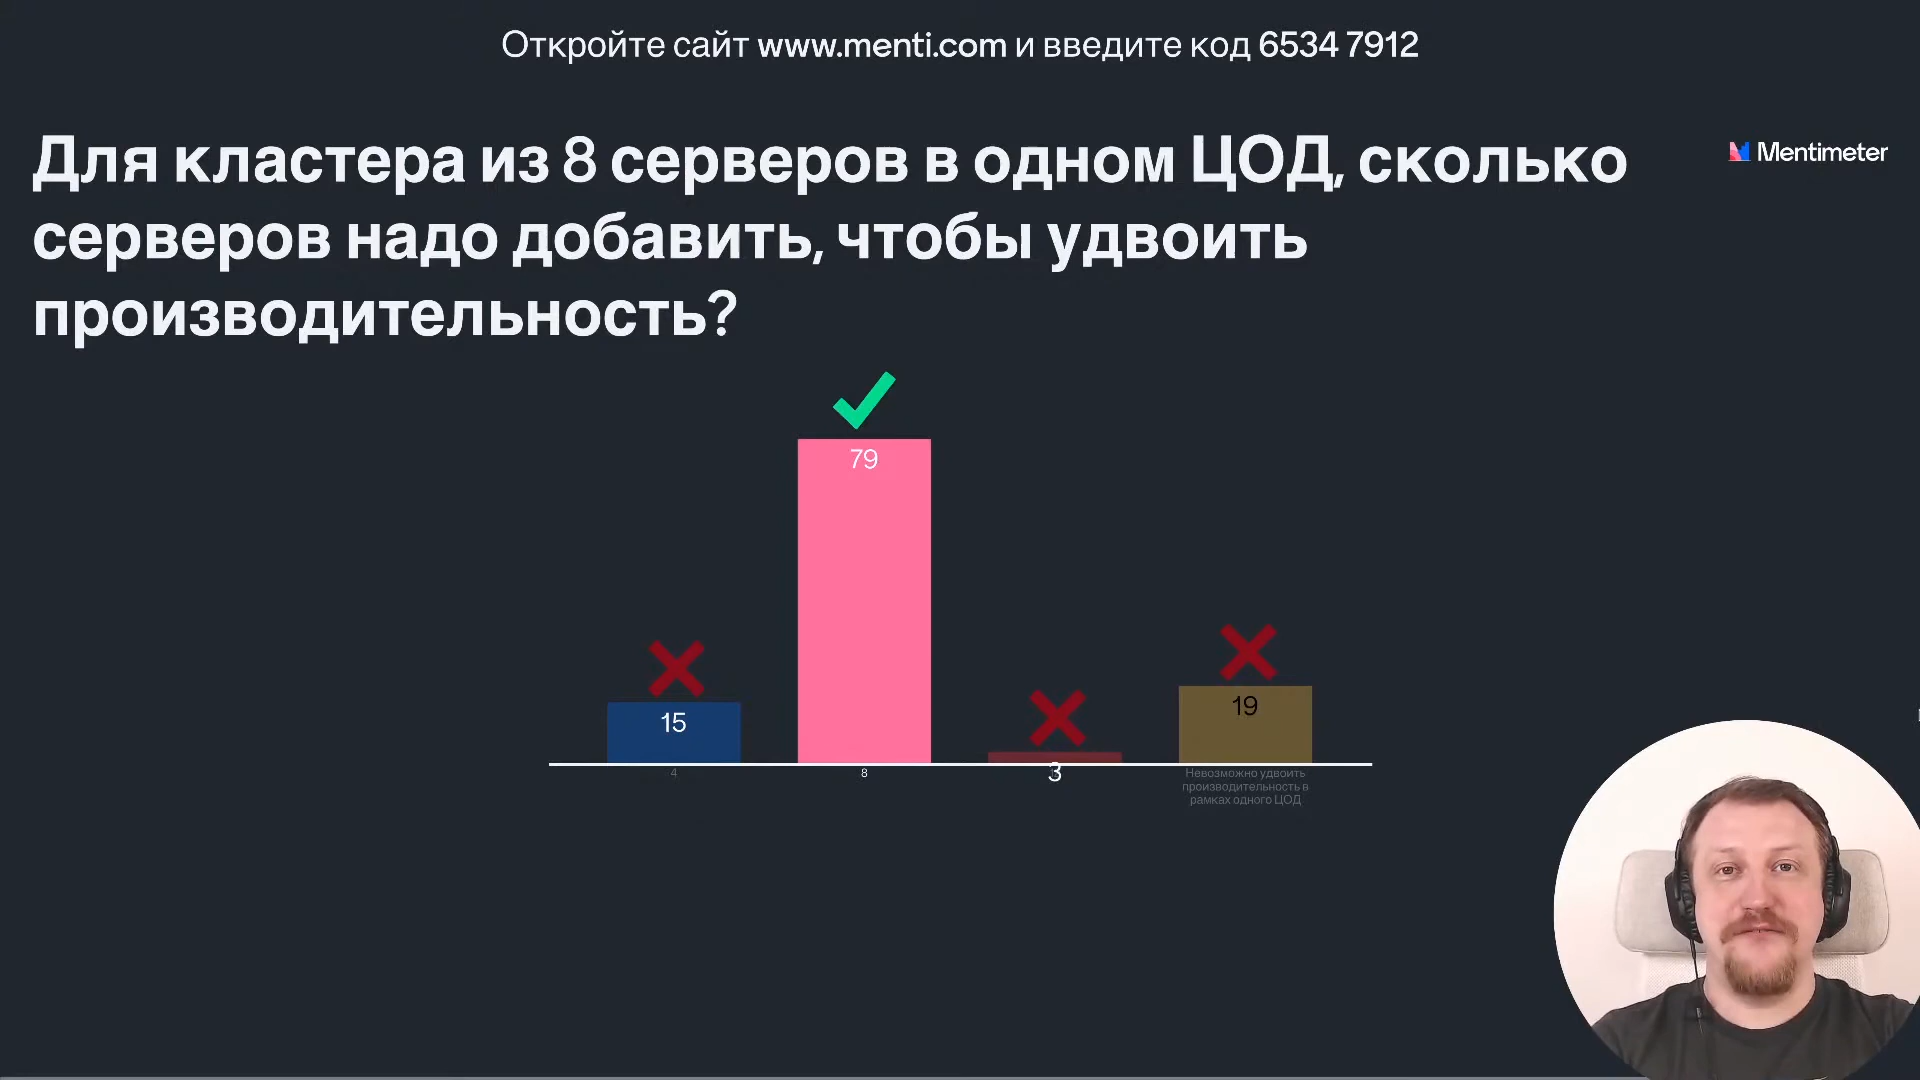 Откройте сайт www.menti.com и введите код 6534 7912
Для кластера из 8 серверов в одном ЦОД, сколько
серверов надо добавить, чтобы удвоить
производительность?
Mentimeter
79
15
3
19
4
8
Невозможно удвоить
производительность в
рамках одного ЦОД